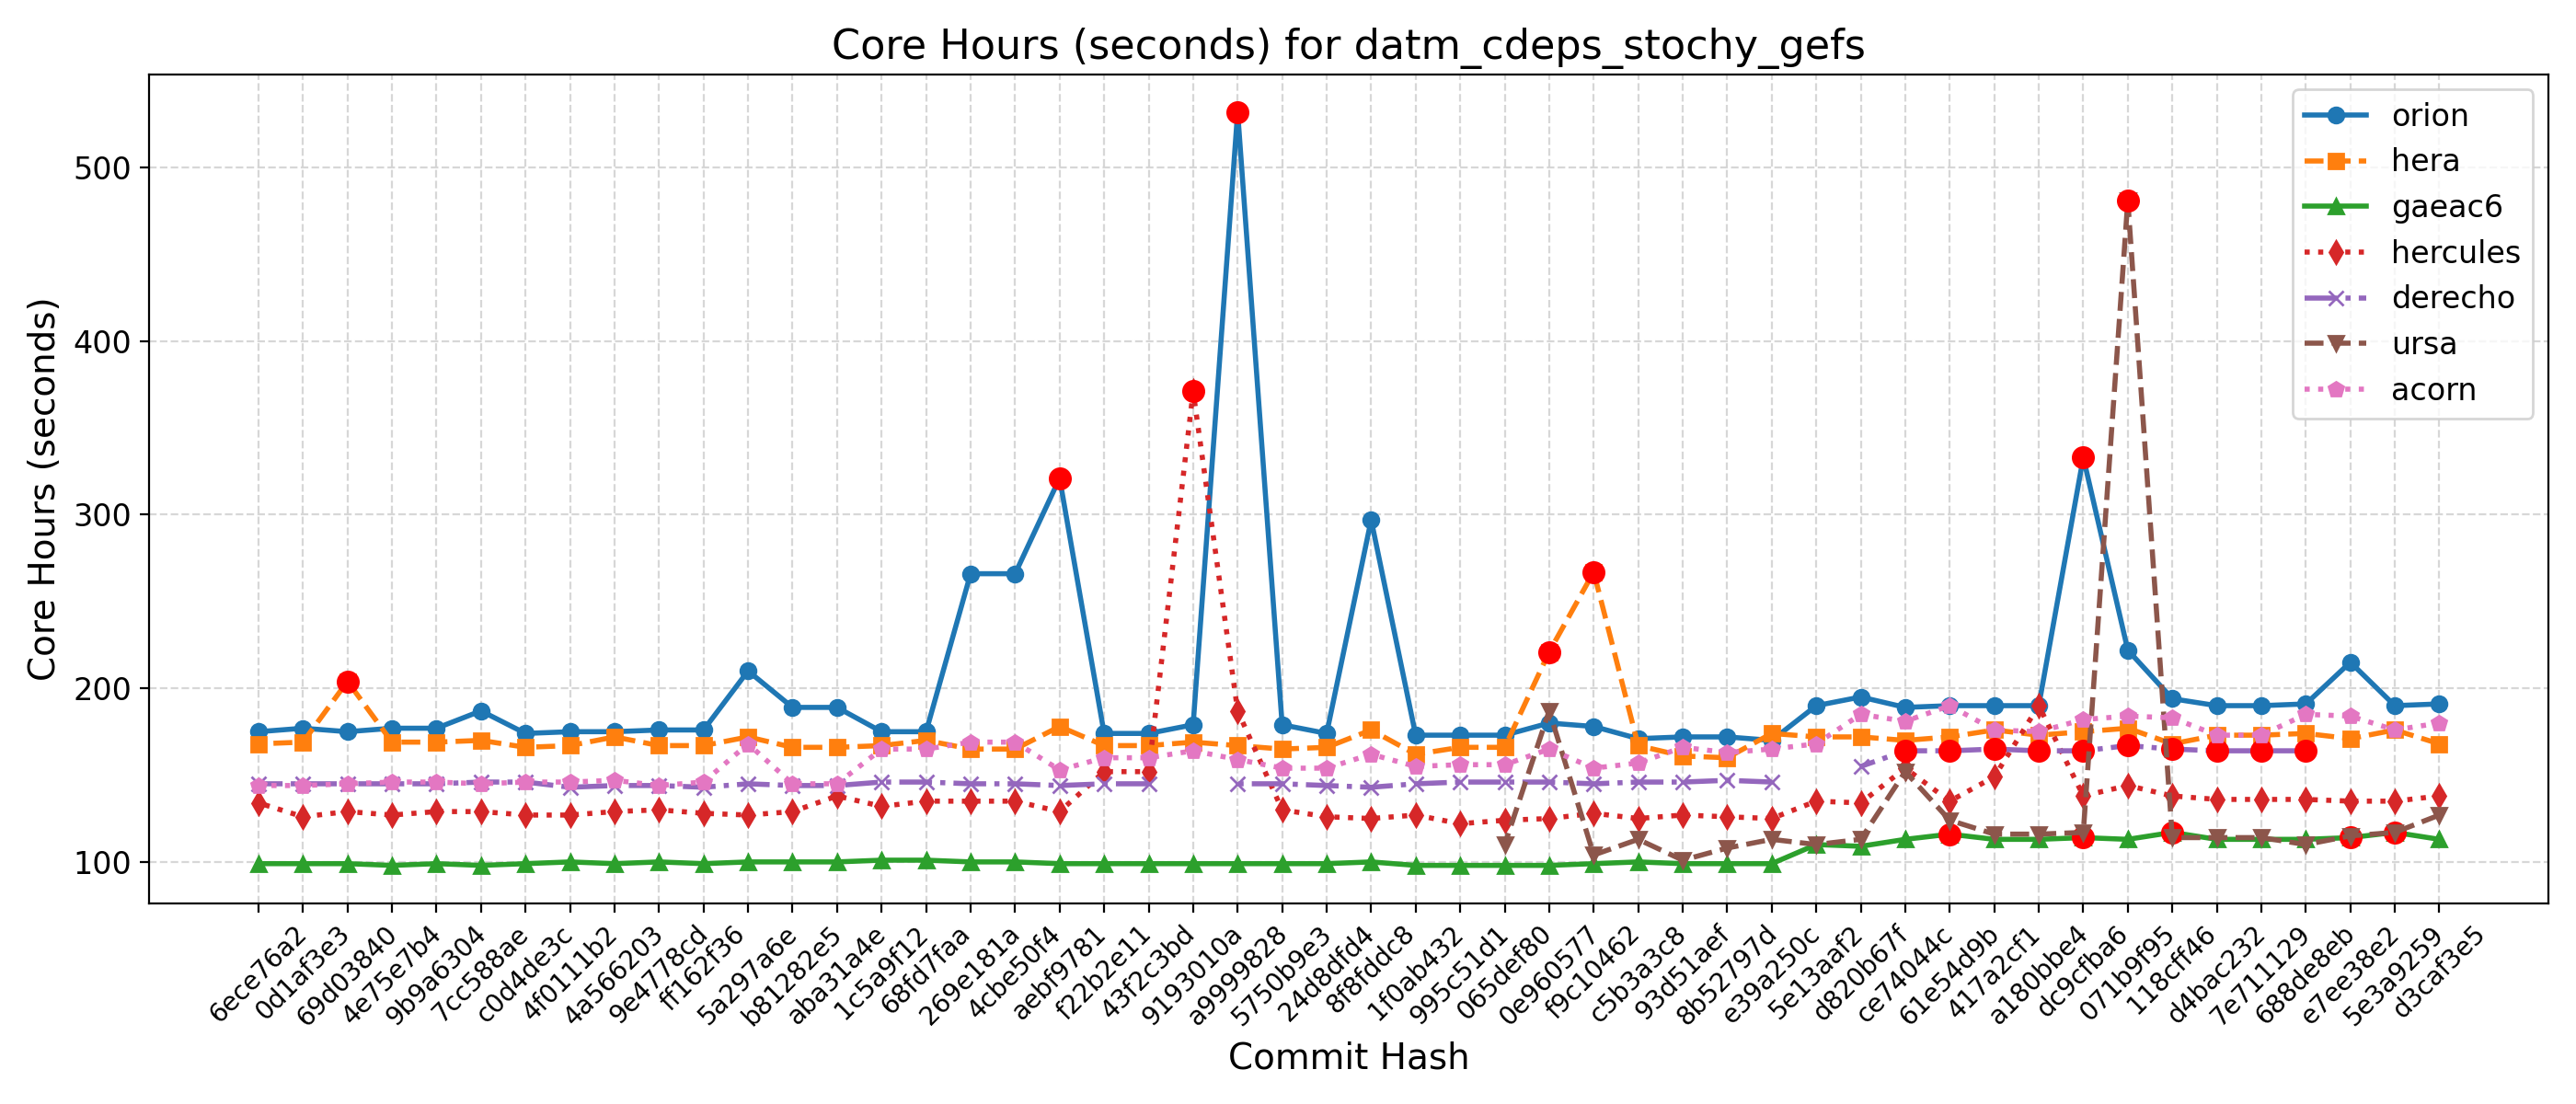 Core Hours (seconds) for datm_cdeps_stochy_gefs
Core Hours (seconds)
500
400
300
200
100
orion
hera
gaeac6
hercules
derecho
ursa
acorn
6ece76a2
0d1af3e3
69d03840
4e75e7b4
9b9a6304
7cc588ae
c0d4de3c
4f0111b2
4a566203
9e4778cd
ff162f36
5a297a6e
b81282e5
aba31a4e
1c5a9f12
68fd7faa
269e181a
4cbe50f4
aebf9781
f22b2e11
43f2c3bd
9193010a
a9999828
5750b9e3
24d8dfd4
8f8fddc8
1f0ab432
995c51d1
065def80
0e960577
f9c10462
c5b3a3c8
93d51aef
8b52797d
e39a250c
5e13aaf2
d820b67f
ce74044c
61e54d9b
417a2cf1
a180bbe4
dc9cfba6
071b9f95
118cff46
d4bac232
7e711129
688de8eb
e7ee38e2
5e3a9259
d3caf3e5
Commit Hash